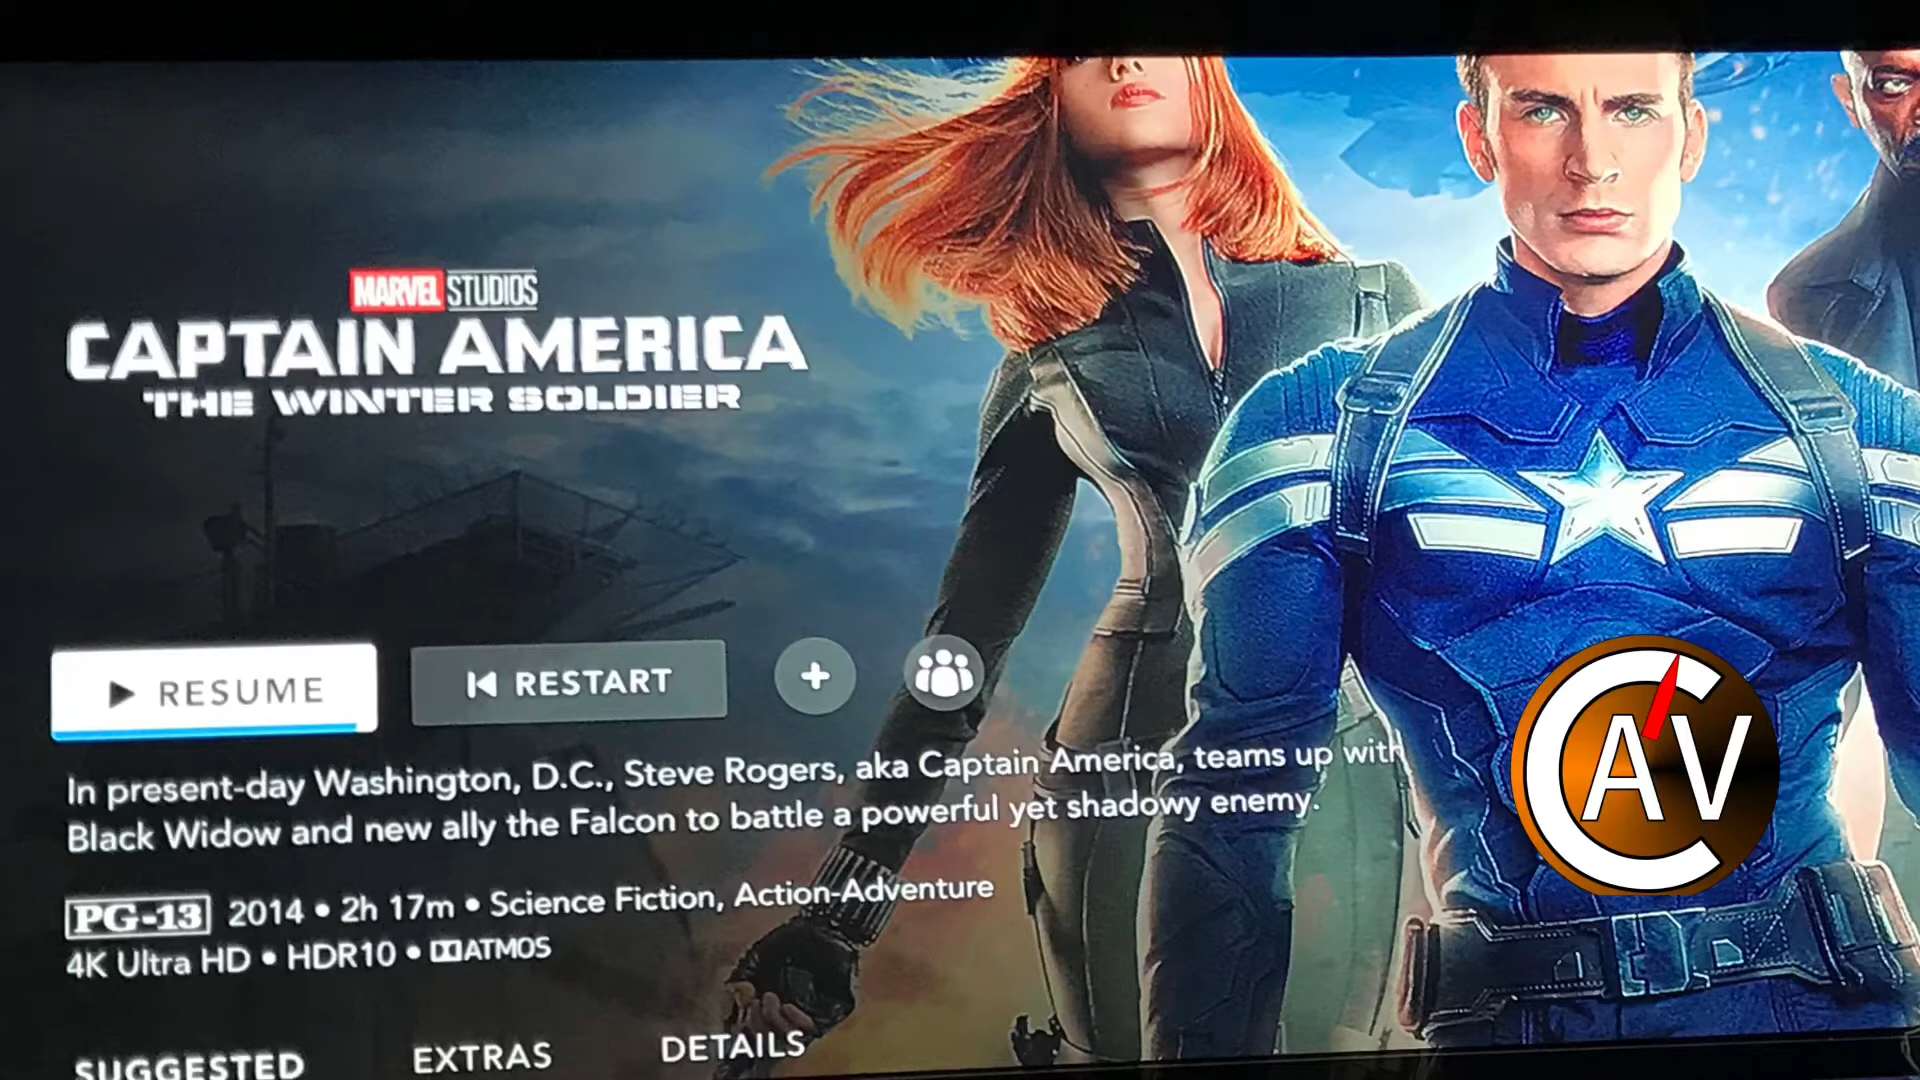 MARVEL STUDIOS
CAPTAIN AMERICA
THE WINTER SOLDIER
RESUME
RESTART
In present-day Washington, D.C., Steve Rogers, aka Captain America, teams up with
Black Widow and new ally the Falcon to battle a powerful yet shadowy enemy.
PG-13 2014 • 2h 17m • Science Fiction, Action-Adventure
4K Ultra HD • HDR10 • ATMOS
SUGGESTED EXTRAS DETAILS
CAV